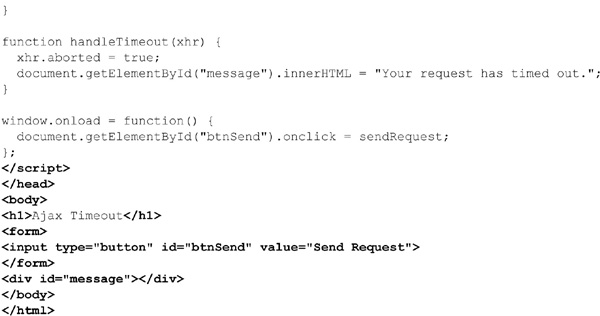 }
function handleTimeout(xhr) {
  xhr.aborted = true;
  document.getElementById("message").innerHTML = "Your request has timed out.";
}
window.onload = function() {
  document.getElementById("btnSend").onclick = sendRequest;
};
</script>
</head>
<body>
<h1>Ajax Timeout</h1>
<form>
<input type="button" id="btnSend" value="Send Request">
</form>
<div id="message"></div>
</body>
</html>